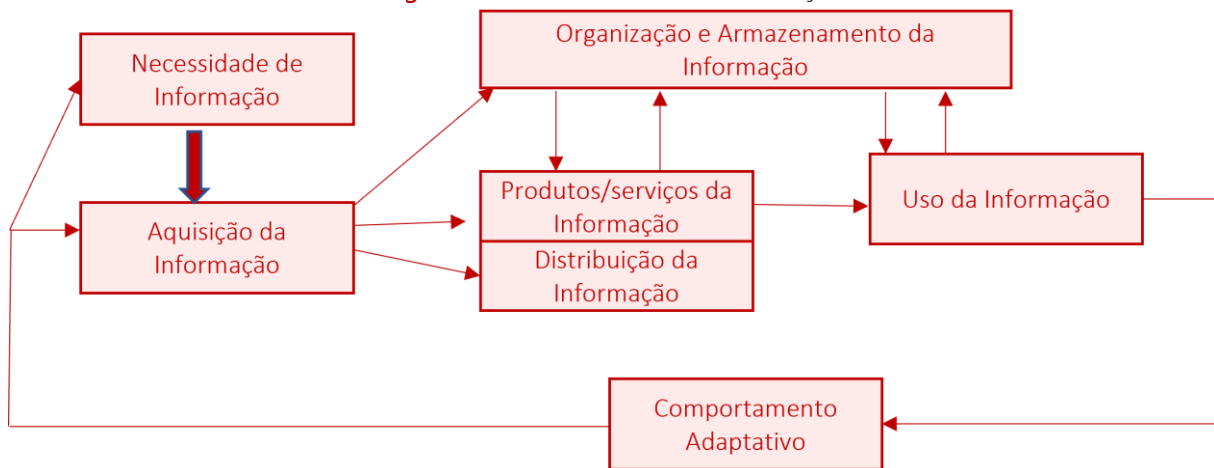 Necessidade de
Informação
Organização e Armazenamento da
Informação
Aquisição da
Informação
Produtos/serviços da
Informação
Distribuição da
Informação
Uso da Informação
Comportamento
Adaptativo